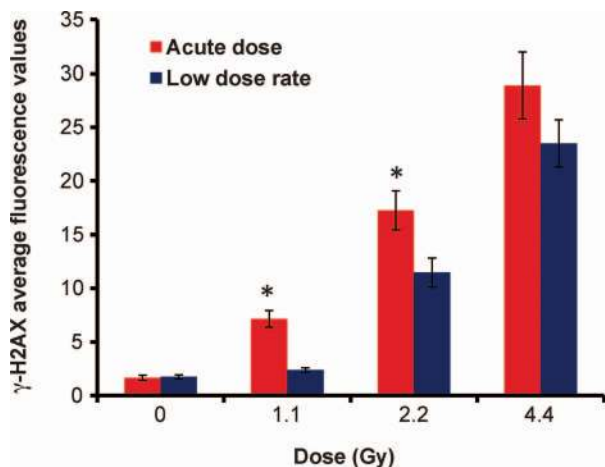 γ-H2AX average fluorescence values
35
30
25
20
15
10
5
0
Acute dose
Low dose rate
*
*
0 1.1 2.2 4.4
Dose (Gy)